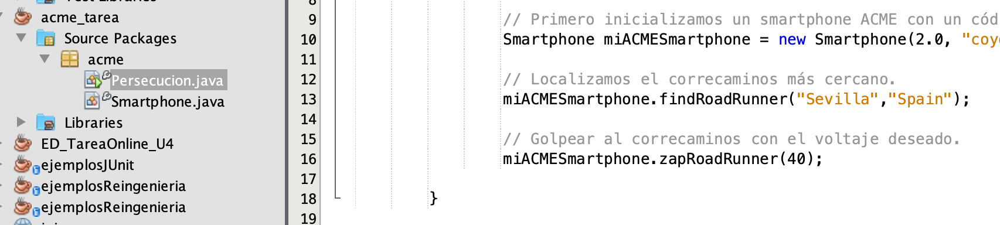 Test Libraries
acme_tarea
Source Packages
acme
Persecucion.java
Smartphone.java
Libraries
ED_TareaOnline_U4
ejemplosJUnit
ejemplosReingenieria
ejemplosReingenieria
8
9 // Primero inicializamos un smartphone ACME con un cód
10 Smartphone miACMESmartphone = new Smartphone(2.0, "coy
11
12 // Localizamos el correcaminos más cercano.
13 miACMESmartphone.findRoadRunner("Sevilla","Spain");
14
15 // Golpear al correcaminos con el voltaje deseado.
16 miACMESmartphone.zapRoadRunner(40);
17
18 }
19